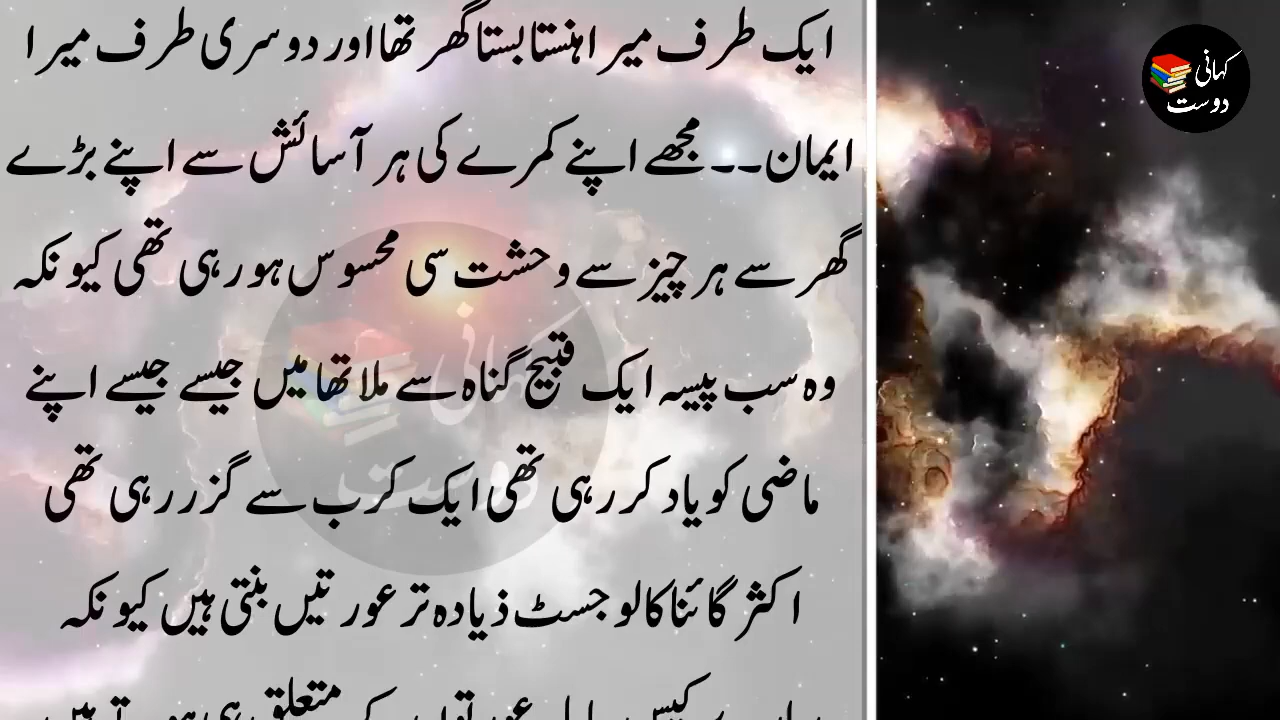 ایک طرف میرا ہنستا بستا گھر تھا اور دوسری طرف میرا
ایمان۔۔ مجھے اپنے کمرے کی ہر آسائش سے اپنے بڑے
گھر سے ہر چیز سے وحشت سی محسوس ہو رہی تھی کیونکہ
وہ سب پیسہ ایک قبیح گناہ سے ملا تھا میں جیسے جیسے اپنے
ماضی کو یاد کر رہی تھی ایک کرب سے گزر رہی تھی
اکثر گائناکالوجسٹ ذیادہ تر عورتیں بنتی ہیں کیونکہ
کہانی
دوست